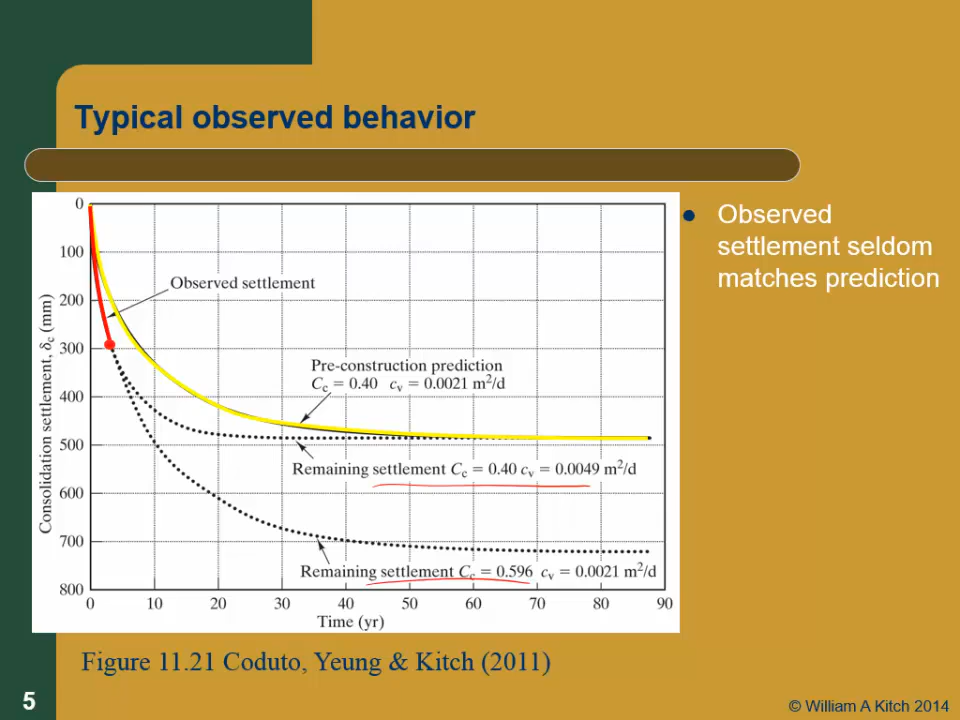 Typical observed behavior
0
100
200
300
400
500
600
700
800
Consolidation settlement, δc (mm)
Observed settlement
Pre-construction prediction
Cc = 0.40 cv = 0.0021 m²/d
Remaining settlement Cc = 0.40 cv = 0.0049 m²/d
Remaining settlement Cc = 0.596 cv = 0.0021 m²/d
0 10 20 30 40 50 60 70 80 90
Time (yr)
● Observed
settlement seldom
matches prediction
Figure 11.21 Coduto, Yeung & Kitch (2011)
5
© William A Kitch 2014